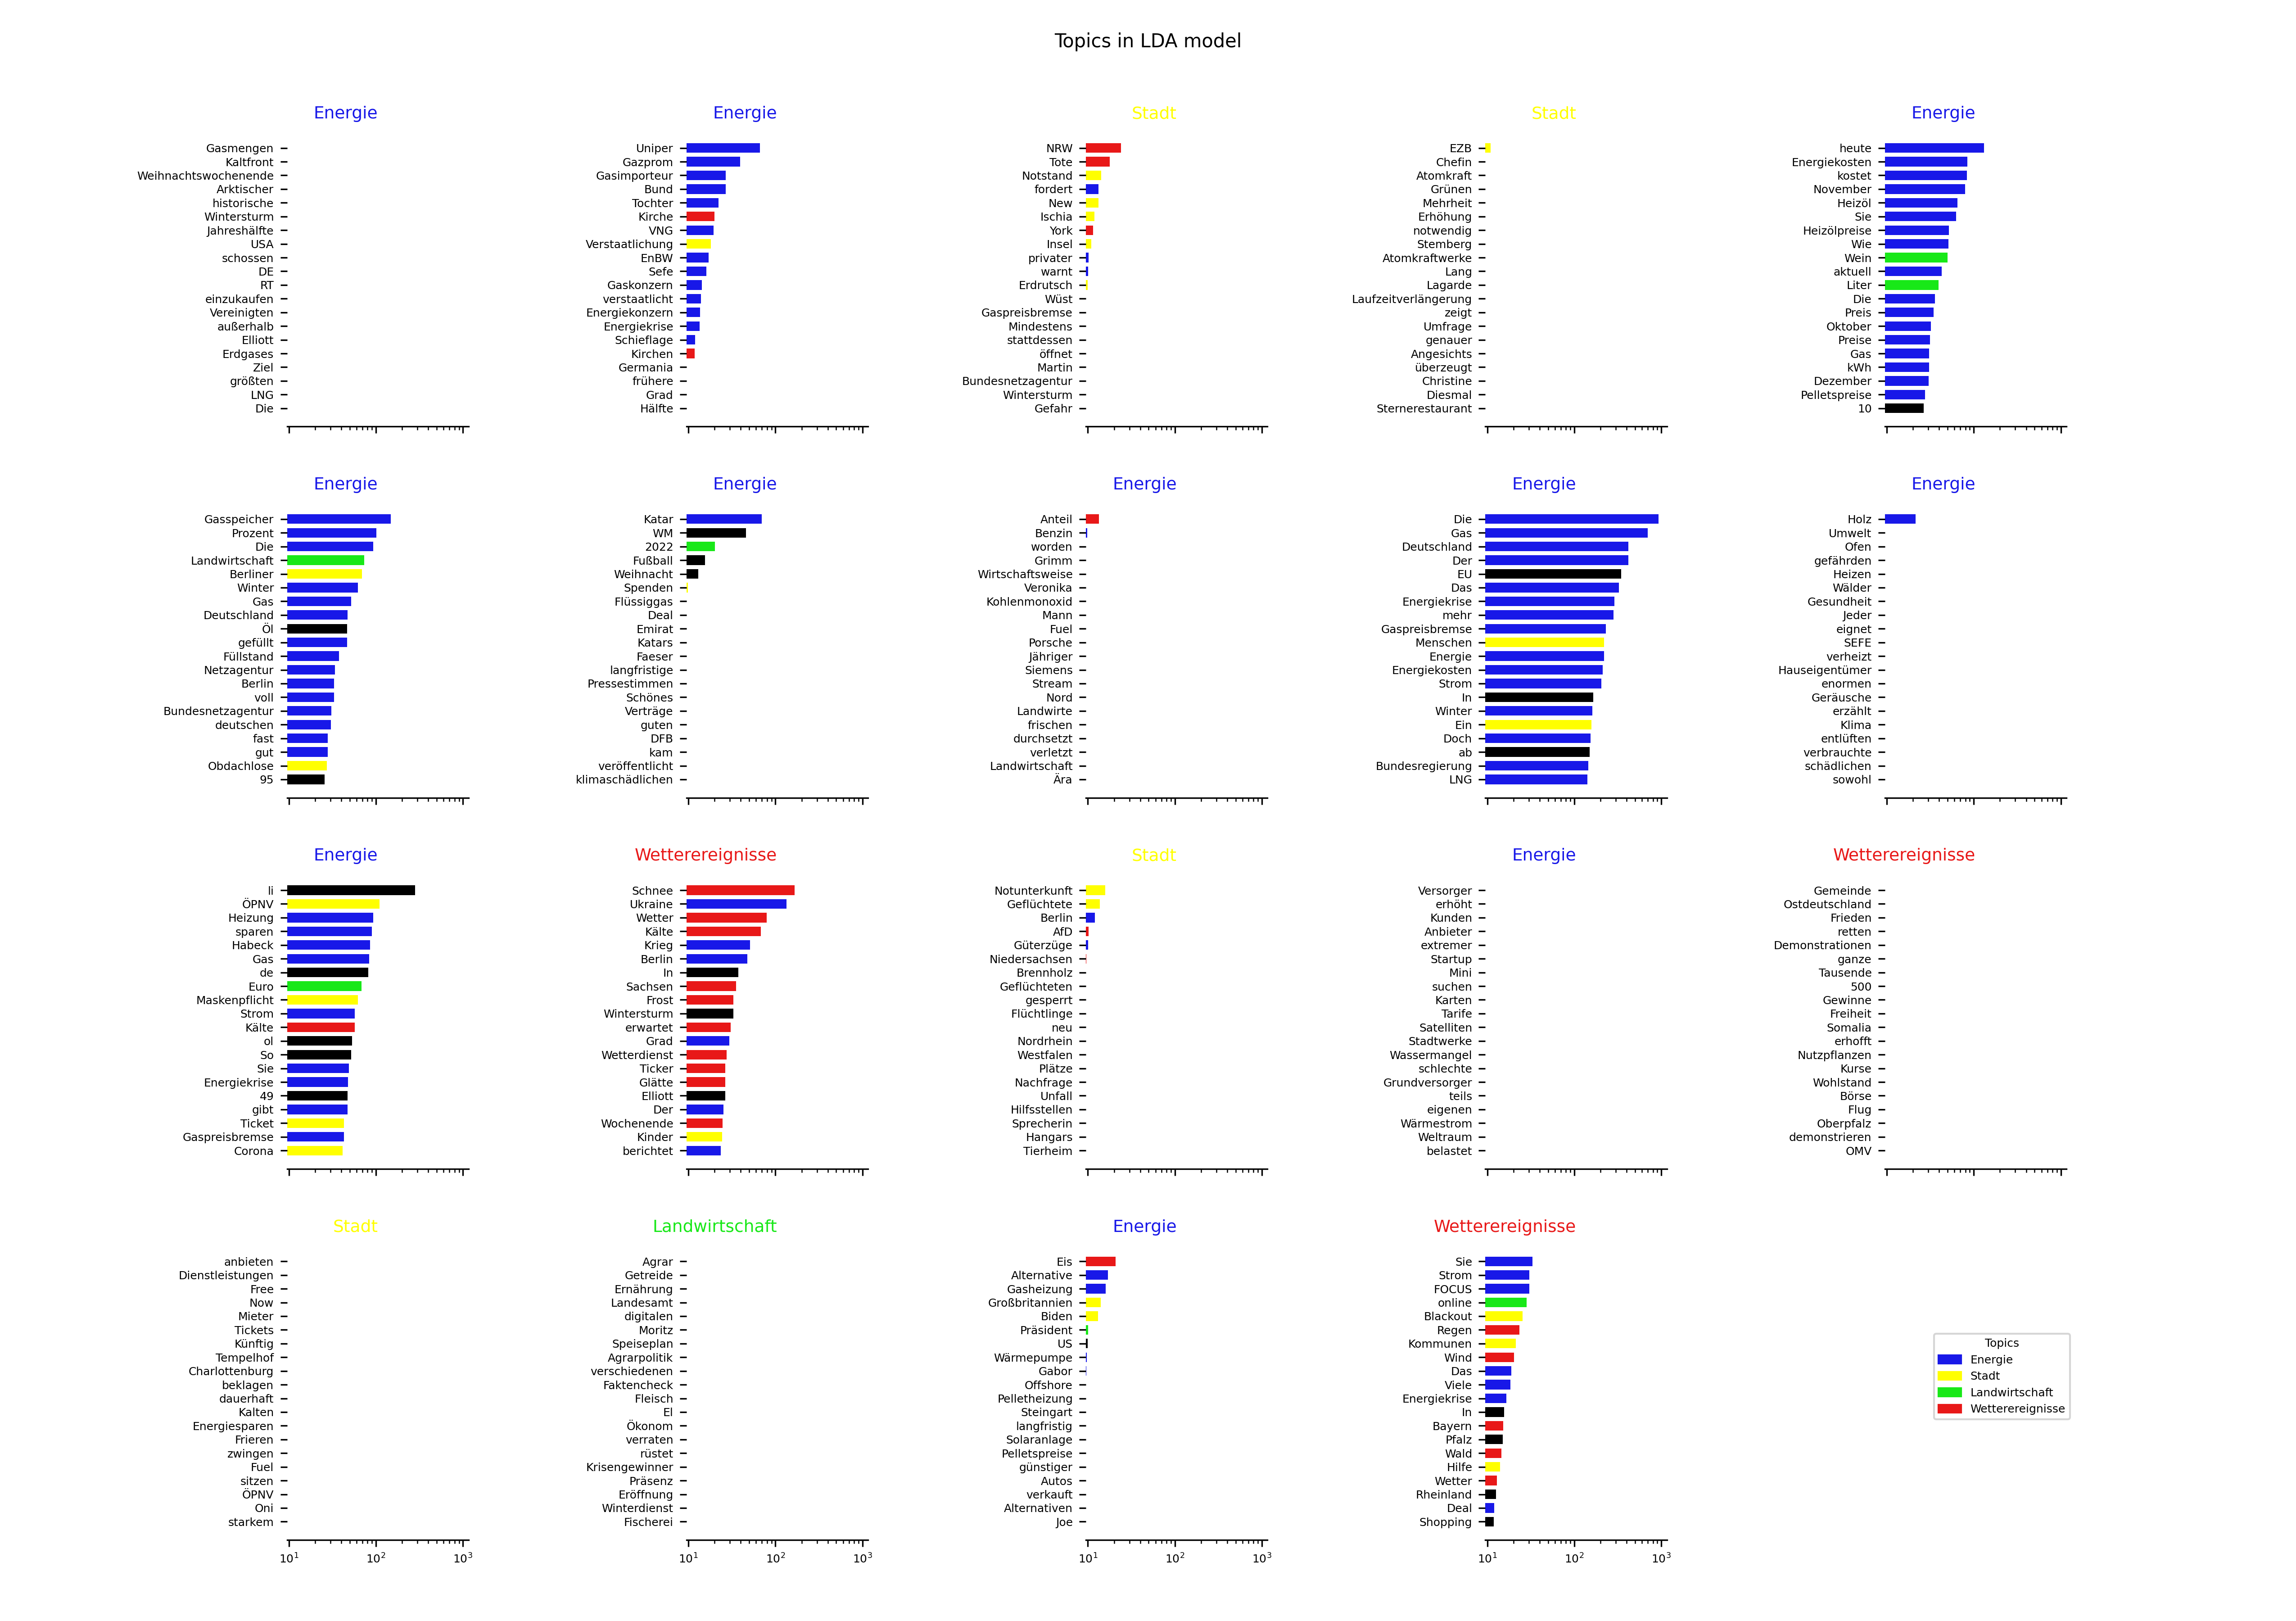 Topics in LDA model
Energie
Gasmengen
Kaltfront
Weihnachtswochenende
Arktischer
historische
Wintersturm
Jahreshälfte
USA
schossen
DE
RT
einzukaufen
Vereinigten
außerhalb
Elliott
Erdgases
Ziel
größten
LNG
Die
Energie
Uniper
Gazprom
Gasimporteur
Bund
Tochter
Kirche
VNG
Verstaatlichung
EnBW
Sefe
Gaskonzern
verstaatlicht
Energiekonzern
Energiekrise
Schieflage
Kirchen
Germania
frühere
Grad
Hälfte
Stadt
NRW
Tote
Notstand
fordert
New
Ischia
York
Insel
privater
warnt
Erdrutsch
Wüst
Gaspreisbremse
Mindestens
stattdessen
öffnet
Martin
Bundesnetzagentur
Wintersturm
Gefahr
Stadt
EZB
Chefin
Atomkraft
Grünen
Mehrheit
Erhöhung
notwendig
Stemberg
Atomkraftwerke
Lang
Lagarde
Laufzeitverlängerung
zeigt
Umfrage
genauer
Angesichts
überzeugt
Christine
Diesmal
Sternerestaurant
Energie
heute
Energiekosten
kostet
November
Heizöl
Sie
Heizölpreise
Wie
Wein
aktuell
Liter
Die
Preis
Oktober
Preise
Gas
kWh
Dezember
Pelletspreise
10
Energie
Gasspeicher
Prozent
Die
Landwirtschaft
Berliner
Winter
Gas
Deutschland
Öl
gefüllt
Füllstand
Netzagentur
Berlin
voll
Bundesnetzagentur
deutschen
fast
gut
Obdachlose
95
Energie
Katar
WM
2022
Fußball
Weihnacht
Spenden
Flüssiggas
Deal
Emirat
Katars
Faeser
langfristige
Pressestimmen
Schönes
Verträge
guten
DFB
kam
veröffentlicht
klimaschädlichen
Energie
Anteil
Benzin
worden
Grimm
Wirtschaftsweise
Veronika
Kohlenmonoxid
Mann
Fuel
Porsche
Jähriger
Siemens
Stream
Nord
Landwirte
frischen
durchsetzt
verletzt
Landwirtschaft
Ära
Energie
Die
Gas
Deutschland
Der
EU
Das
Energiekrise
mehr
Gaspreisbremse
Menschen
Energie
Energiekosten
Strom
In
Winter
Ein
Doch
ab
Bundesregierung
LNG
Energie
Holz
Umwelt
Ofen
gefährden
Heizen
Wälder
Gesundheit
Jeder
eignet
SEFE
verheizt
Hauseigentümer
enormen
Geräusche
erzählt
Klima
entlüften
verbrauchte
schädlichen
sowohl
Energie
li
ÖPNV
Heizung
sparen
Habeck
Gas
de
Euro
Maskenpflicht
Strom
Kälte
ol
So
Sie
Energiekrise
49
gibt
Ticket
Gaspreisbremse
Corona
Wetterereignisse
Schnee
Ukraine
Wetter
Kälte
Krieg
Berlin
In
Sachsen
Frost
Wintersturm
erwartet
Grad
Wetterdienst
Ticker
Glätte
Elliott
Der
Wochenende
Kinder
berichtet
Stadt
Notunterkunft
Geflüchtete
Berlin
AfD
Güterzüge
Niedersachsen
Brennholz
Geflüchteten
gesperrt
Flüchtlinge
neu
Nordrhein
Westfalen
Plätze
Nachfrage
Unfall
Hilfsstellen
Sprecherin
Hangars
Tierheim
Energie
Versorger
erhöht
Kunden
Anbieter
extremer
Startup
Mini
suchen
Karten
Tarife
Satelliten
Stadtwerke
Wassermangel
schlechte
Grundversorger
teils
eigenen
Wärmestrom
Weltraum
belastet
Wetterereignisse
Gemeinde
Ostdeutschland
Frieden
retten
Demonstrationen
ganze
Tausende
500
Gewinne
Freiheit
Somalia
erhofft
Nutzpflanzen
Kurse
Wohlstand
Börse
Flug
Oberpfalz
demonstrieren
OMV
Stadt
anbieten
Dienstleistungen
Free
Now
Mieter
Tickets
Künftig
Tempelhof
Charlottenburg
beklagen
dauerhaft
Kalten
Energiesparen
Frieren
zwingen
Fuel
sitzen
ÖPNV
Oni
starkem
10¹ 10² 10³
Landwirtschaft
Agrar
Getreide
Ernährung
Landesamt
digitalen
Moritz
Speiseplan
Agrarpolitik
verschiedenen
Faktencheck
Fleisch
El
Ökonom
verraten
rüstet
Krisengewinner
Präsenz
Eröffnung
Winterdienst
Fischerei
10¹ 10² 10³
Energie
Eis
Alternative
Gasheizung
Großbritannien
Biden
Präsident
US
Wärmepumpe
Gabor
Offshore
Pelletheizung
Steingart
langfristig
Solaranlage
Pelletspreise
günstiger
Autos
verkauft
Alternativen
Joe
10¹ 10² 10³
Wetterereignisse
Sie
Strom
FOCUS
online
Blackout
Regen
Kommunen
Wind
Das
Viele
Energiekrise
In
Bayern
Pfalz
Wald
Hilfe
Wetter
Rheinland
Deal
Shopping
10¹ 10² 10³
Topics
Energie
Stadt
Landwirtschaft
Wetterereignisse